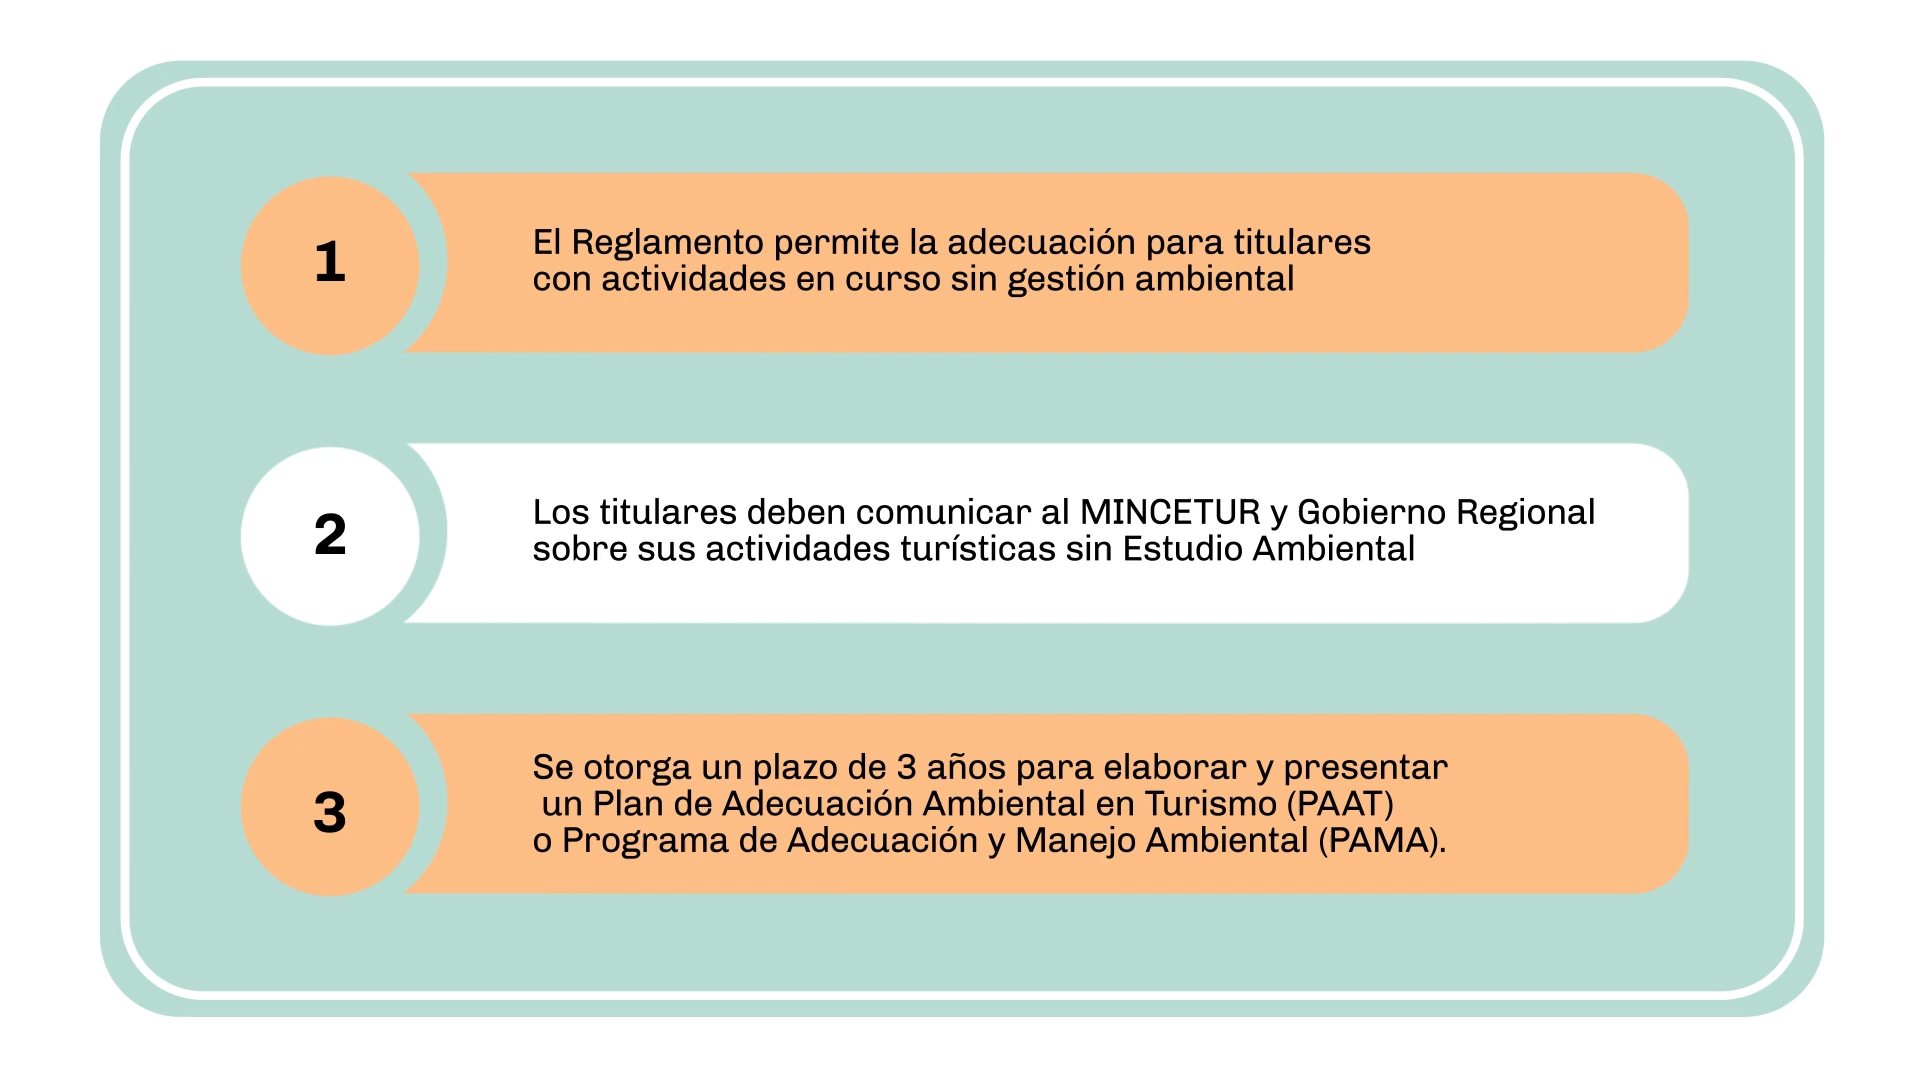 1
El Reglamento permite la adecuación para titulares
con actividades en curso sin gestión ambiental
2
Los titulares deben comunicar al MINCETUR y Gobierno Regional
sobre sus actividades turísticas sin Estudio Ambiental
3
Se otorga un plazo de 3 años para elaborar y presentar
un Plan de Adecuación Ambiental en Turismo (PAAT)
o Programa de Adecuación y Manejo Ambiental (PAMA).